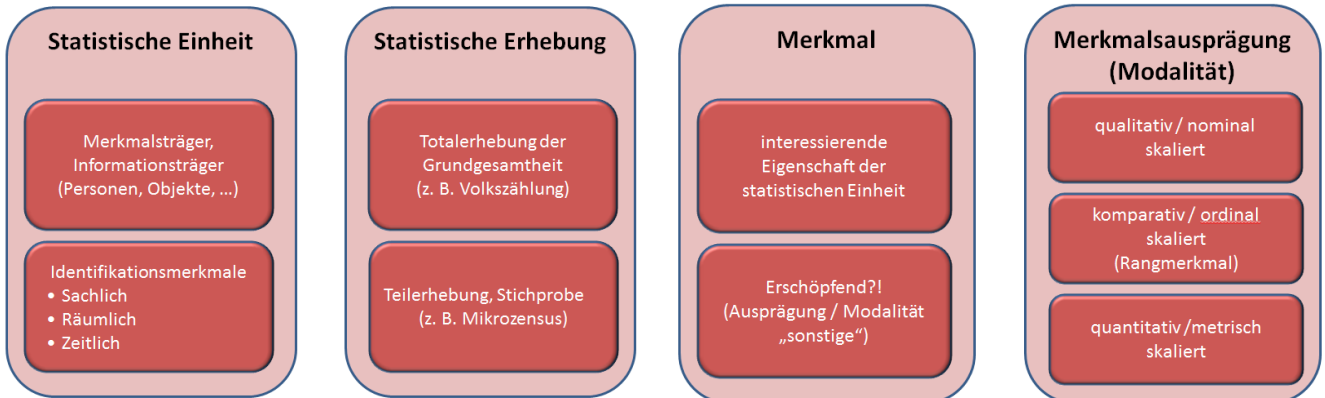 Statistische Einheit
Merkmalsträger,
Informationsträger
(Personen, Objekte, ...)
Identifikationsmerkmale
• Sachlich
• Räumlich
• Zeitlich
Statistische Erhebung
Totalerhebung der
Grundgesamtheit
(z. B. Volkszählung)
Teilerhebung, Stichprobe
(z. B. Mikrozensus)
Merkmal
interessierende
Eigenschaft der
statistischen Einheit
Erschöpfend?!
(Ausprägung / Modalität
„sonstige“)
Merkmalsausprägung
(Modalität)
qualitativ / nominal
skaliert
komparativ / ordinal
skaliert
(Rangmerkmal)
quantitativ /metrisch
skaliert